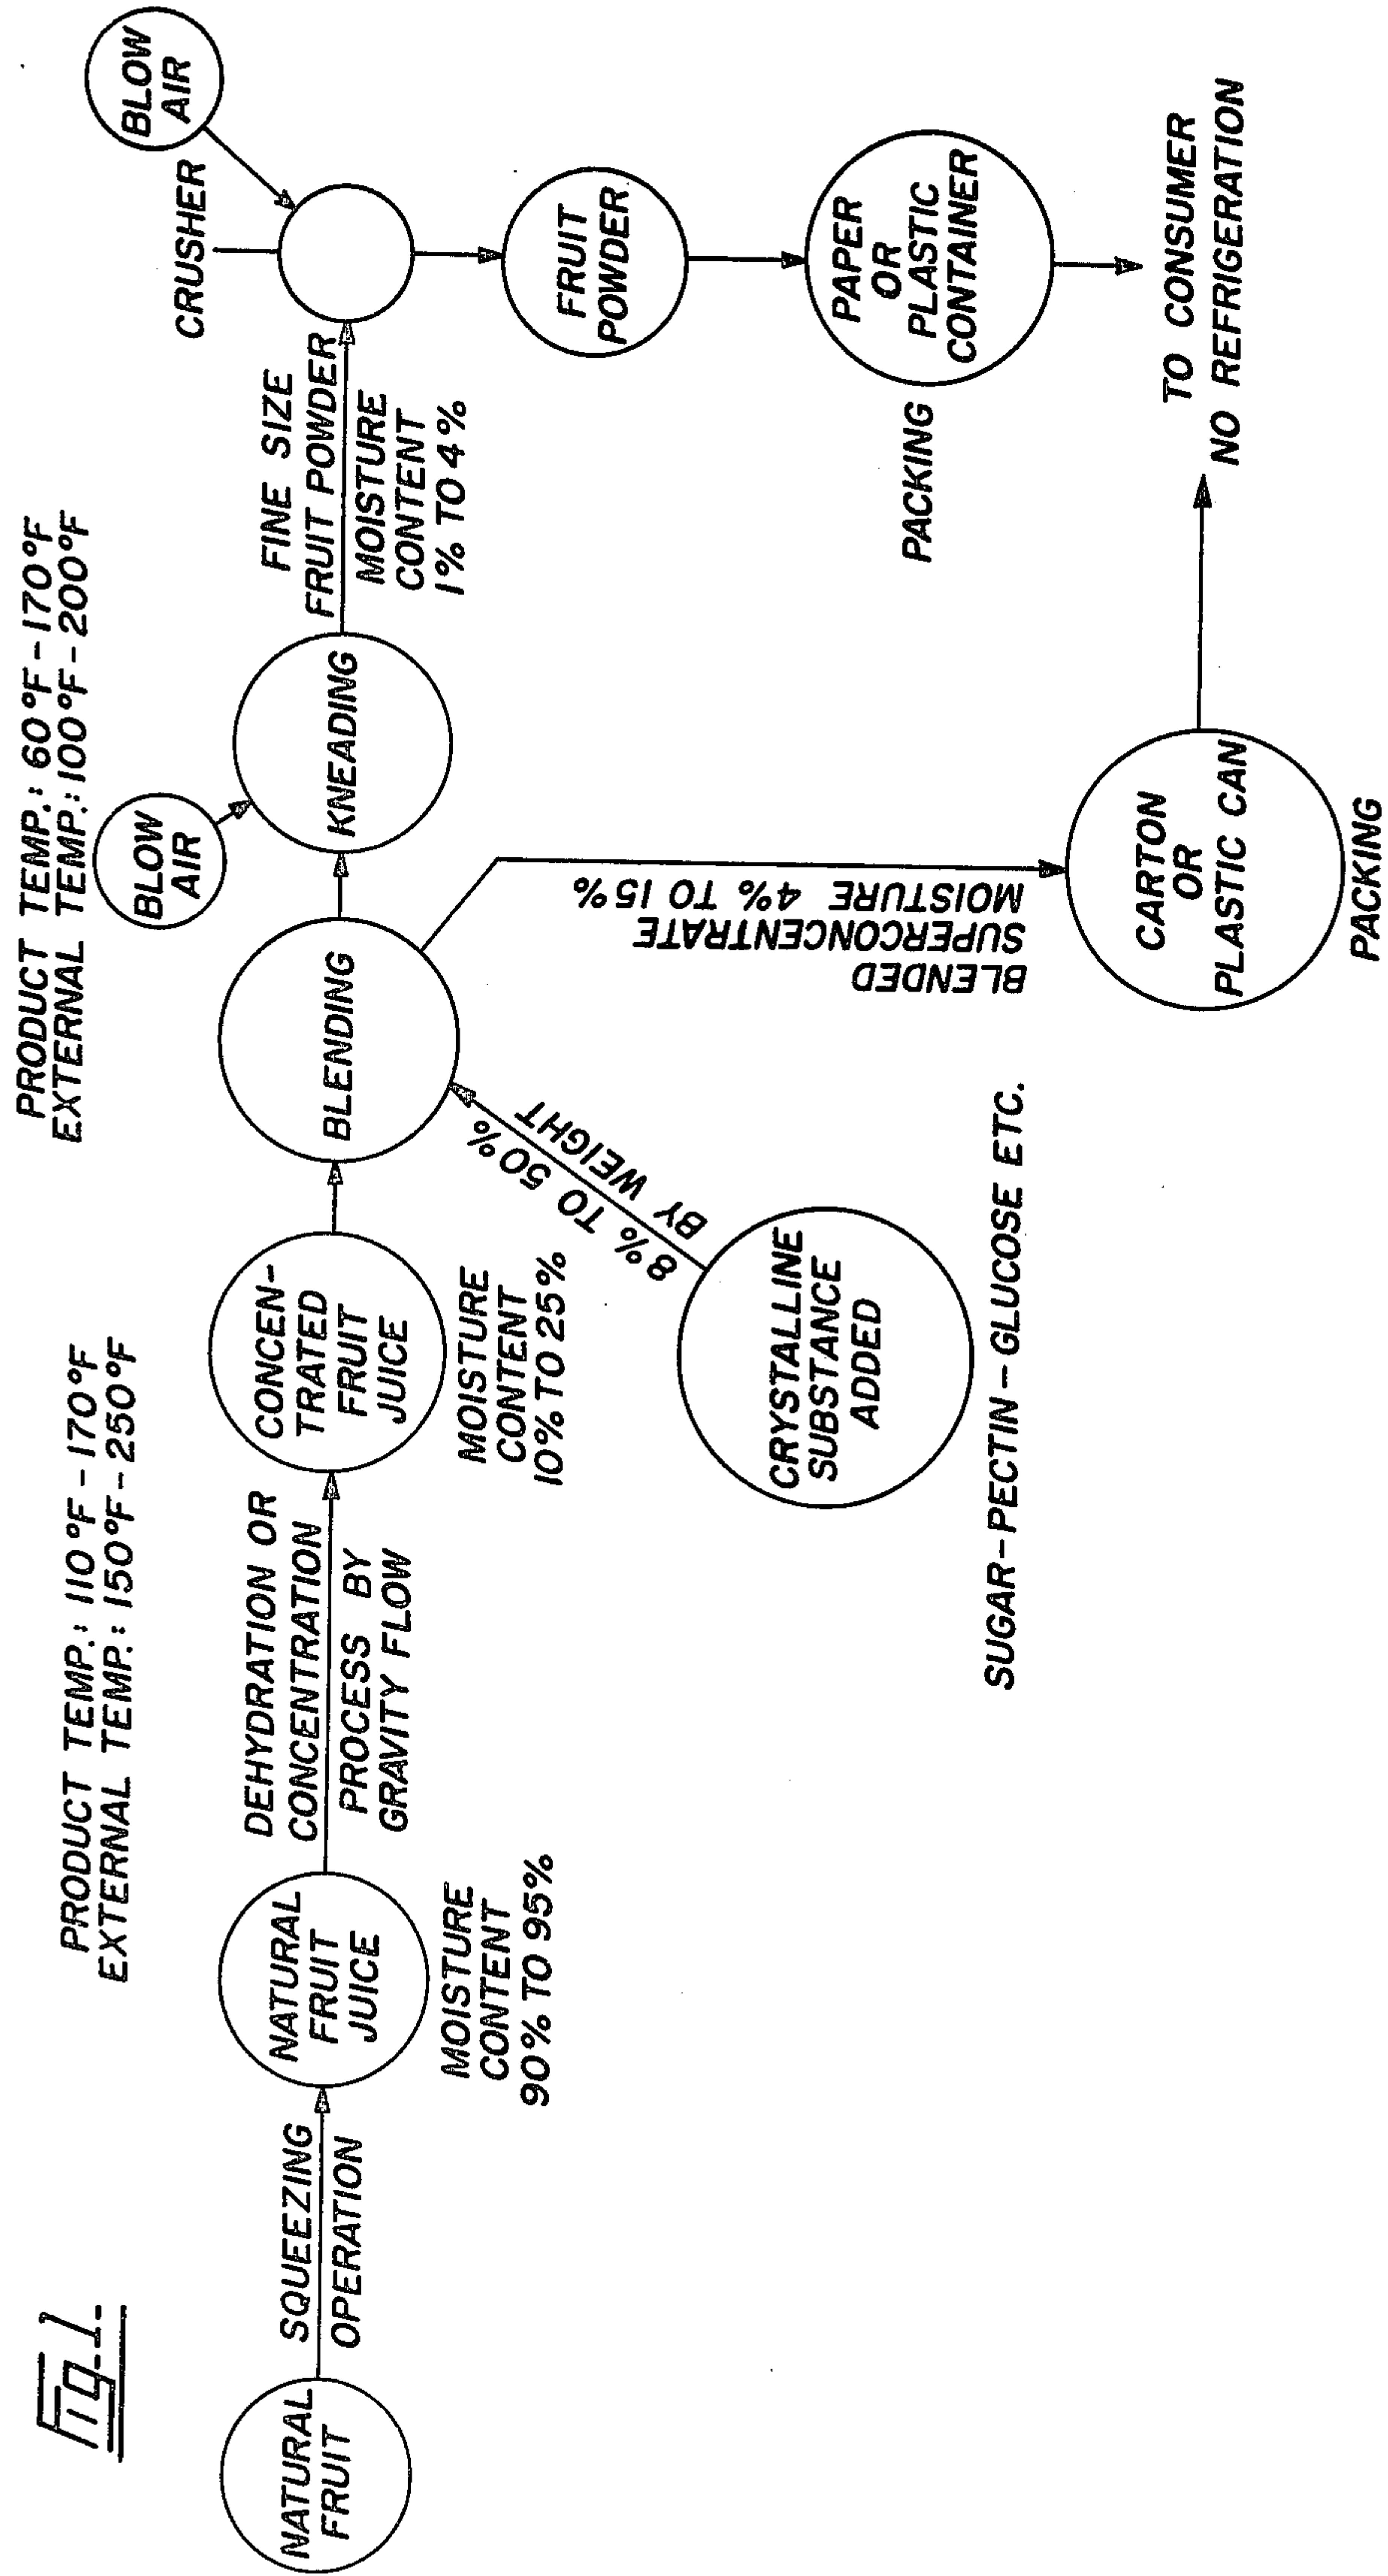 Fig. 1.
PRODUCT TEMP.: 110°F - 170°F
EXTERNAL TEMP.: 150°F - 250°F
PRODUCT TEMP.: 60°F - 170°F
EXTERNAL TEMP.: 100°F - 200°F
NATURAL
FRUIT
SQUEEZING
OPERATION
NATURAL
FRUIT
JUICE
MOISTURE
CONTENT
90% TO 95%
DEHYDRATION OR
CONCENTRATION
PROCESS BY
GRAVITY FLOW
CONCEN-
TRATED
FRUIT
JUICE
MOISTURE
CONTENT
10% TO 25%
CRYSTALLINE
SUBSTANCE
ADDED
SUGAR-PECTIN-GLUCOSE ETC.
8% TO 50%
BY WEIGHT
BLENDING
BLENDED
SUPERCONCENTRATE
MOISTURE 4% TO 15%
CARTON
OR
PLASTIC CAN
PACKING
BLOW
AIR
KNEADING
FINE SIZE
FRUIT POWDER
MOISTURE
CONTENT
1% TO 4%
CRUSHER
BLOW
AIR
FRUIT
POWDER
PAPER
OR
PLASTIC
CONTAINER
PACKING
TO CONSUMER
NO REFRIGERATION